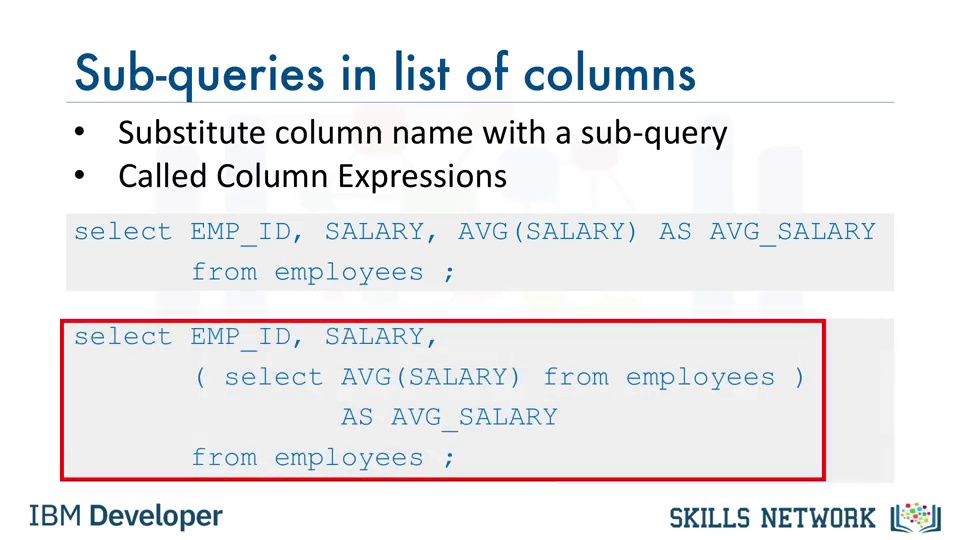 Sub-queries in list of columns
• Substitute column name with a sub-query
• Called Column Expressions
select EMP_ID, SALARY, AVG(SALARY) AS AVG_SALARY
from employees ;
select EMP_ID, SALARY,
( select AVG(SALARY) from employees )
AS AVG_SALARY
from employees ;
IBM Developer
SKILLS NETWORK